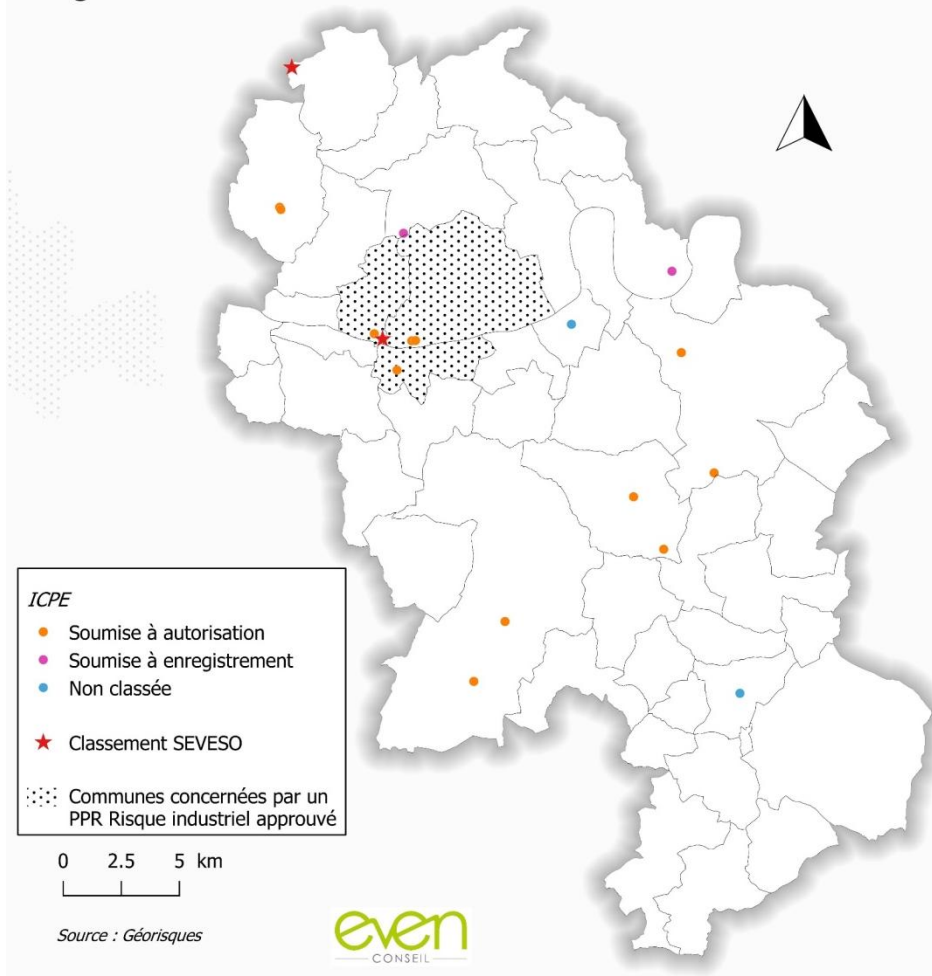 ICPE
Soumise à autorisation
Soumise à enregistrement
Non classée
Classement SEVESO
Communes concernées par un
PPR Risque industriel approuvé
0 2.5 5 km
Source : Géorisques
even
CONSEIL